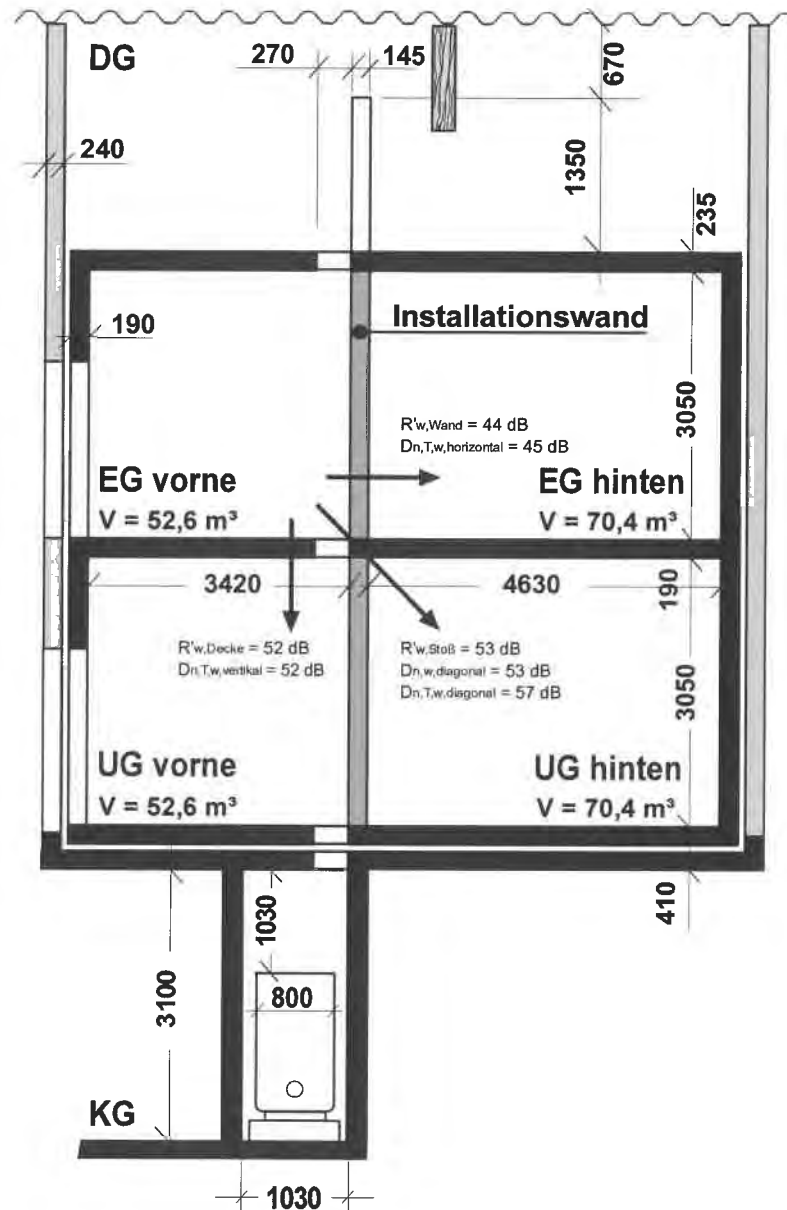 DG
270
145
670
240
1350
235
190
Installationswand
R'w,Wand = 44 dB
Dn,T,w,horizontal = 45 dB
3050
EG vorne
V = 52,6 m³
EG hinten
V = 70,4 m³
3420
4630
190
R'w,Decke = 52 dB
Dn,T,w,vertikal = 52 dB
R'w,Stoß = 53 dB
Dn,w,diagonal = 53 dB
Dn,T,w,diagonal = 57 dB
3050
UG vorne
V = 52,6 m³
UG hinten
V = 70,4 m³
1030
410
3100
800
KG
1030